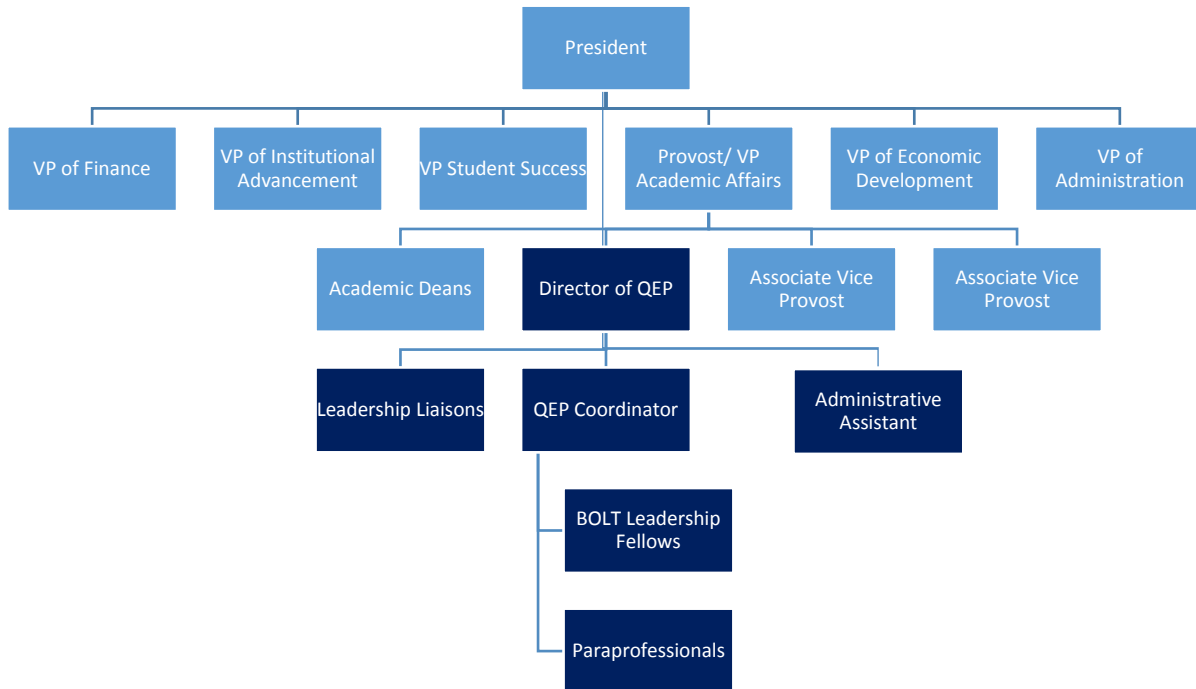 President
VP of Finance
VP of Institutional
Advancement
VP Student Success
Provost/ VP
Academic Affairs
VP of Economic
Development
VP of
Administration
Academic Deans
Director of QEP
Associate Vice
Provost
Associate Vice
Provost
Leadership Liaisons
QEP Coordinator
Administrative
Assistant
BOLT Leadership
Fellows
Paraprofessionals